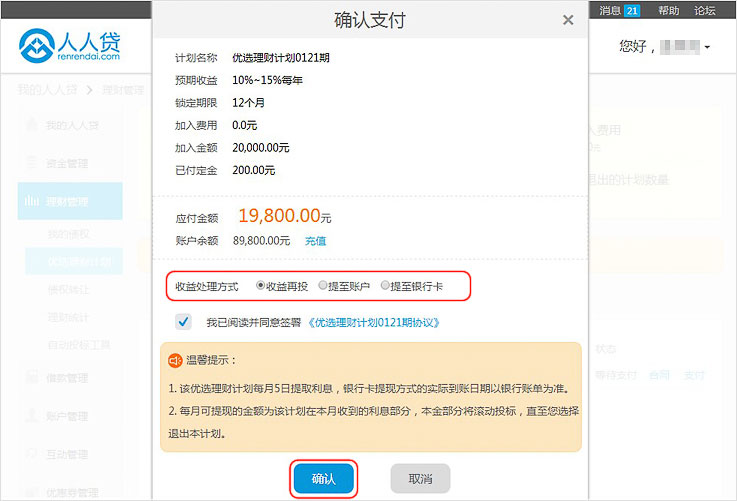 消息 21 帮助 论坛
人人贷
renrendai.com
您好，
我的人人贷 > 理财管理
我的人人贷
资金管理
理财管理
我的债权
优选理财计划
债权转让
理财统计
自动投标工具
借款管理
账户管理
互动管理
优惠券管理
确认支付 ×
计划名称 优选理财计划0121期
预期收益 10%~15%每年
锁定期限 12个月
加入费用 0.0元
加入金额 20,000.00元
已付定金 200.00元
应付金额 19,800.00元
账户余额 89,800.00元 充值
收益处理方式 收益再投 提至账户 提至银行卡
我已阅读并同意签署 《优选理财计划0121期协议》
温馨提示：
1. 该优选理财计划每月5日提取利息，银行卡提现方式的实际到账日期以银行账单为准。
2. 每月可提现的金额为该计划在本月收到的利息部分，本金部分将滚动投标，直至您选择
退出本计划。
确认 取消
入费用
退出的计划数量
状态
等待支付 合同 支付